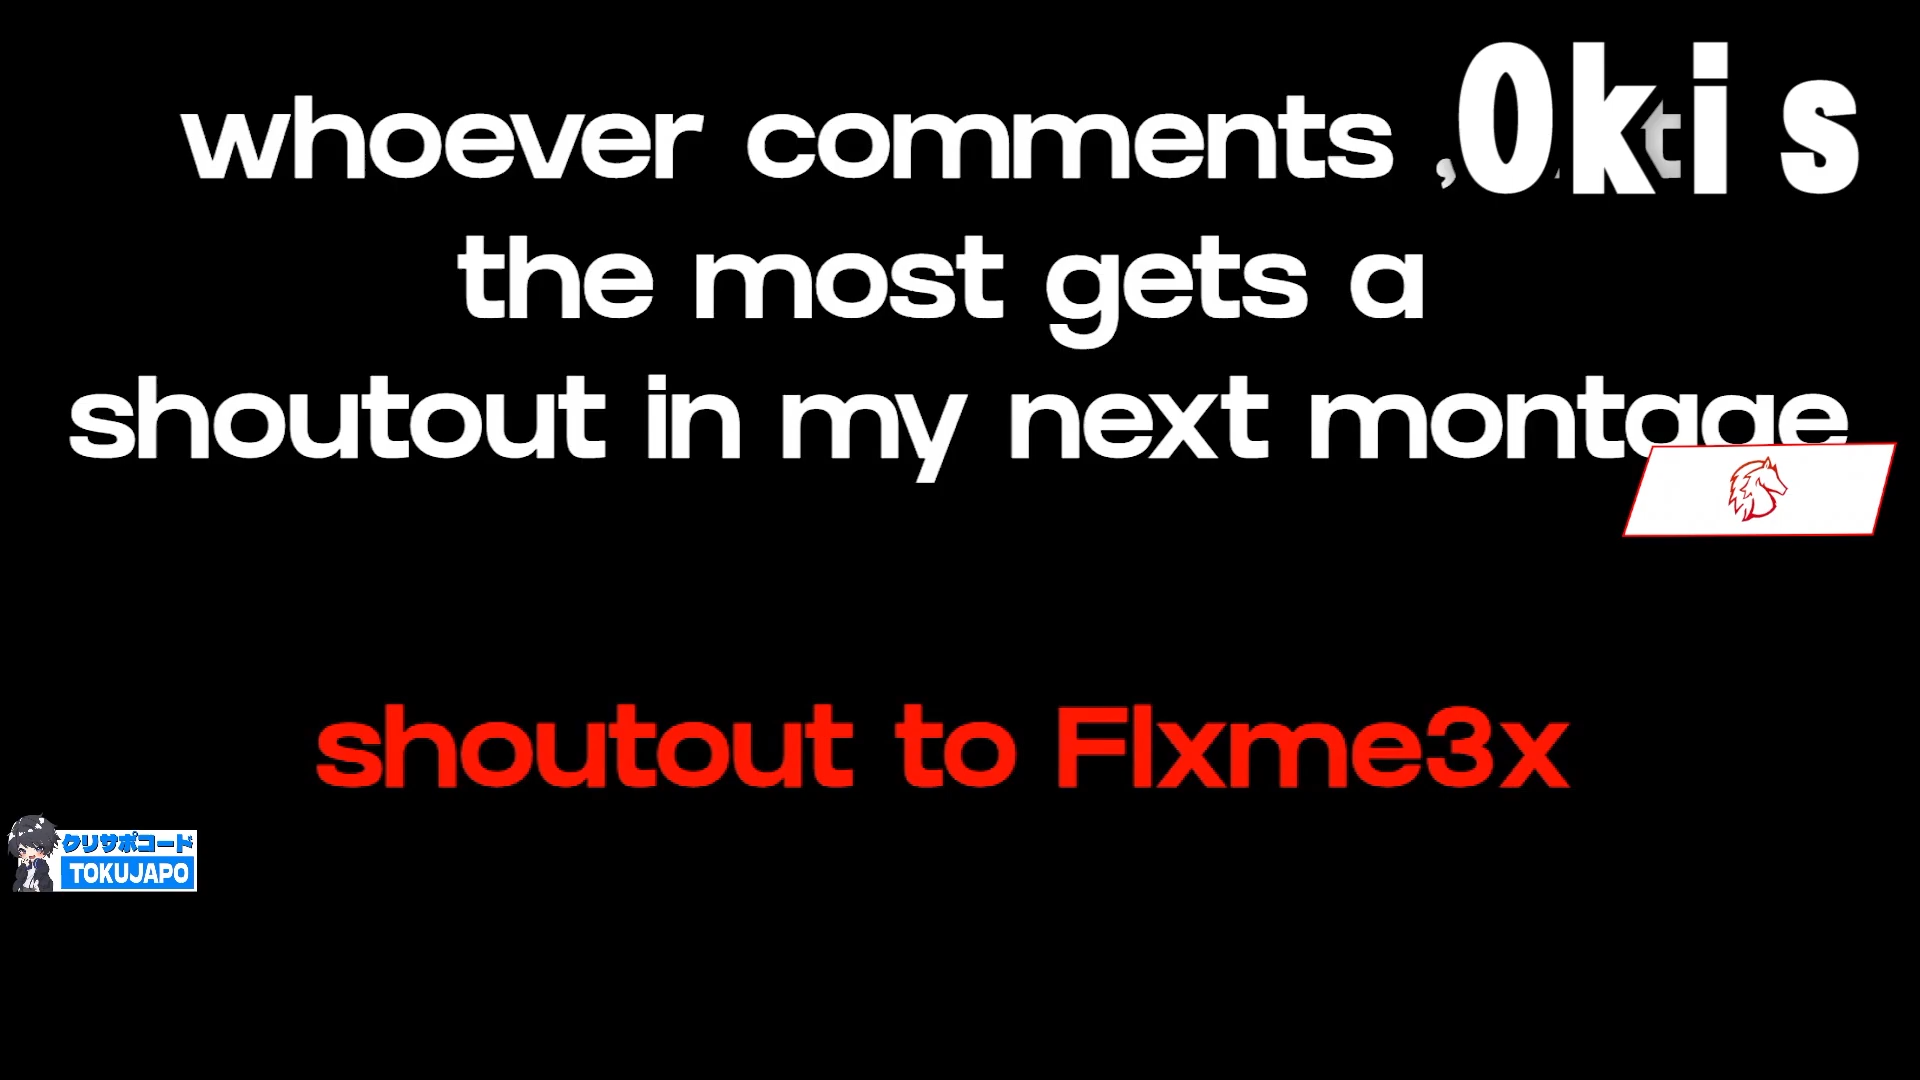 whoever comments Okis
the most gets a
shoutout in my next montage
shoutout to Flxme3x
クリサポコード
TOKUJAPO